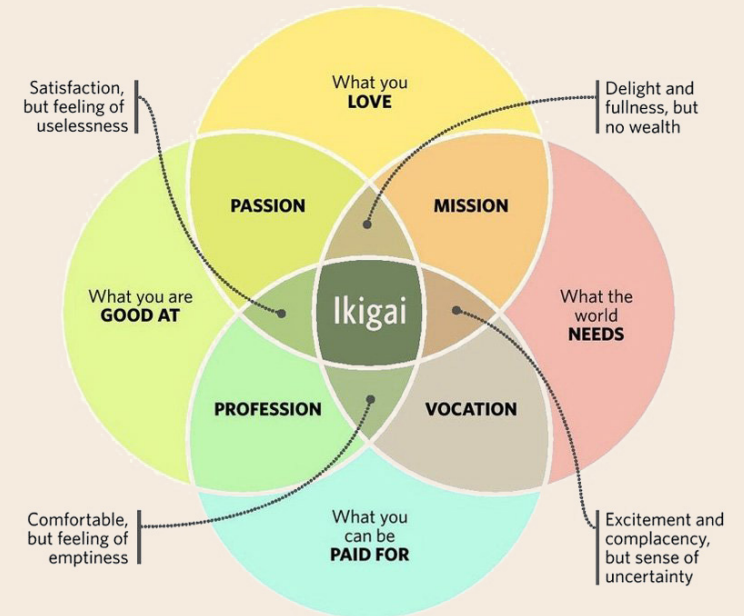 What you
LOVE
Satisfaction,
but feeling of
uselessness
Delight and
fullness, but
no wealth
PASSION
MISSION
What you are
GOOD AT
Ikigai
What the
world
NEEDS
PROFESSION
VOCATION
Comfortable,
but feeling of
emptiness
What you
can be
PAID FOR
Excitement and
complacency,
but sense of
uncertainty